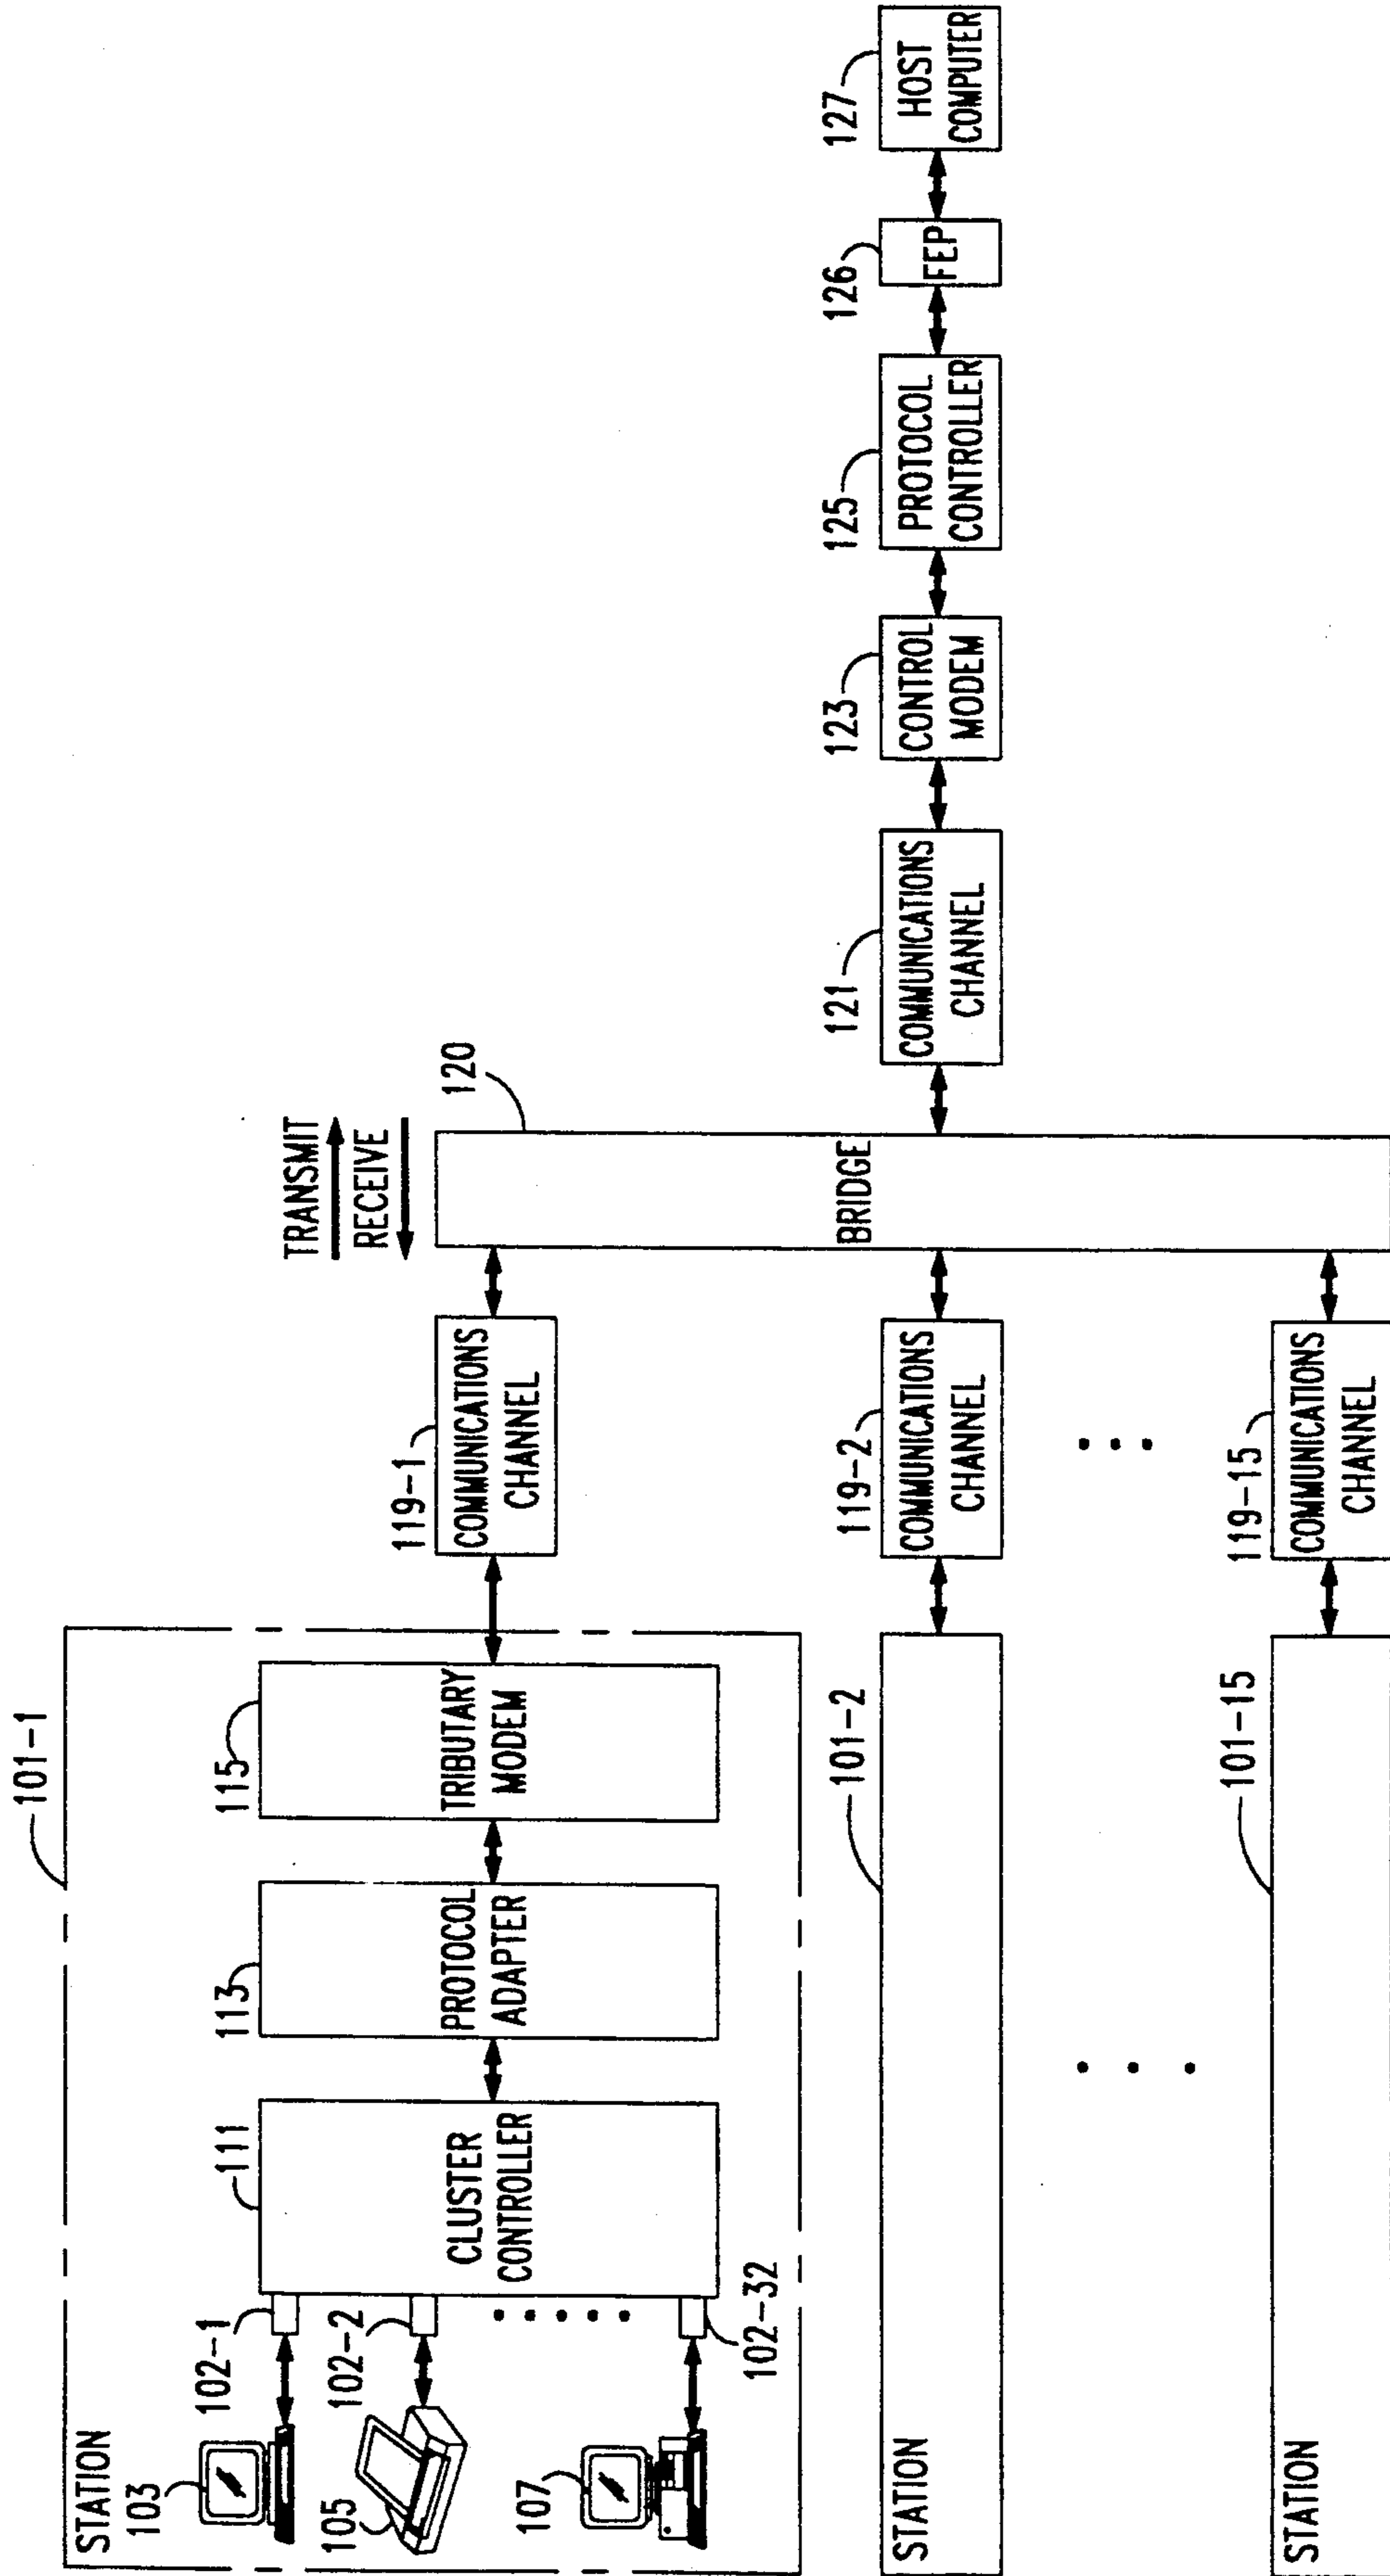 STATION
101-1
103
105
107
102-1
102-2
102-32
111
CLUSTER
CONTROLLER
113
PROTOCOL
ADAPTER
115
TRIBUTARY
MODEM
119-1
COMMUNICATIONS
CHANNEL
TRANSMIT
RECEIVE
120
BRIDGE
STATION
101-2
119-2
COMMUNICATIONS
CHANNEL
121
COMMUNICATIONS
CHANNEL
123
CONTROL
MODEM
125
PROTOCOL
CONTROLLER
126
FEP
127
HOST
COMPUTER
STATION
101-15
119-15
COMMUNICATIONS
CHANNEL